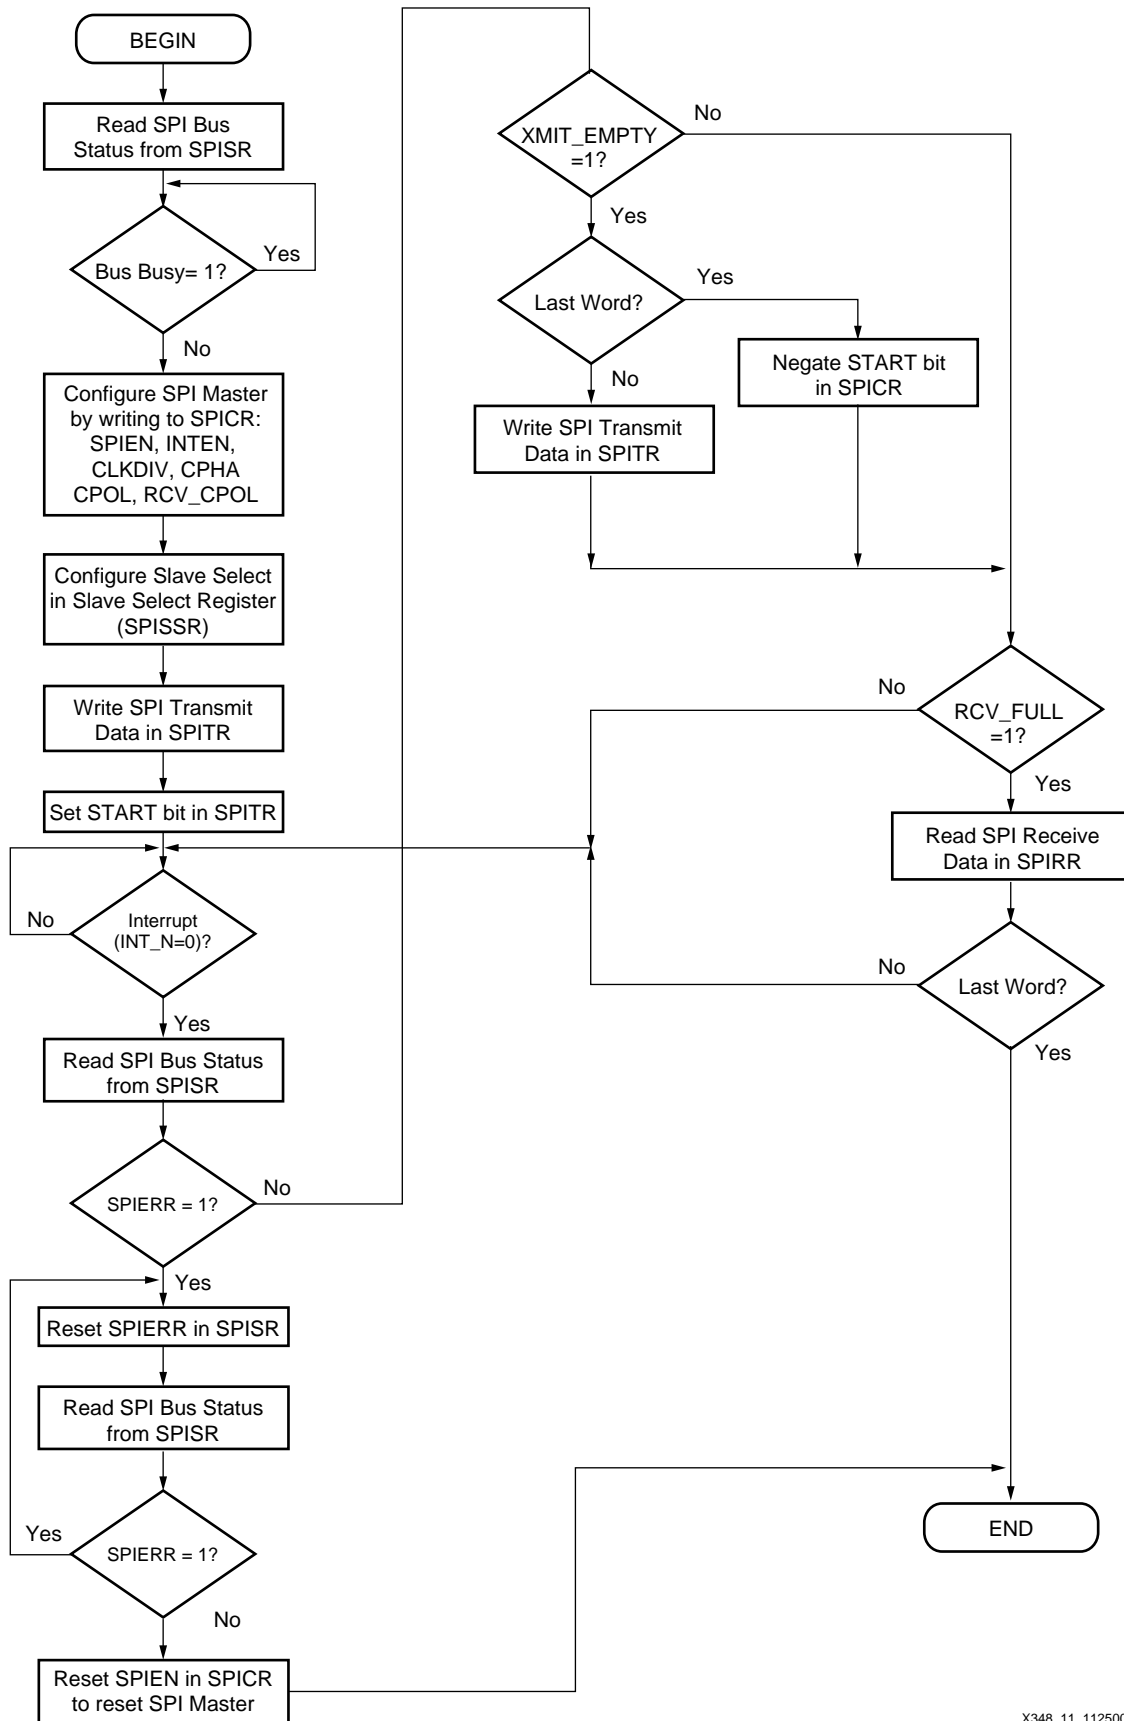 BEGIN
Read SPI Bus
Status from SPISR
Bus Busy= 1?
Yes
No
Configure SPI Master
by writing to SPICR:
SPIEN, INTEN,
CLKDIV, CPHA
CPOL, RCV_CPOL
Configure Slave Select
in Slave Select Register
(SPISSR)
Write SPI Transmit
Data in SPITR
Set START bit in SPITR
No
Interrupt
(INT_N=0)?
Yes
Read SPI Bus Status
from SPISR
SPIERR = 1?
No
Yes
Reset SPIERR in SPISR
Read SPI Bus Status
from SPISR
Yes
SPIERR = 1?
No
Reset SPIEN in SPICR
to reset SPI Master
XMIT_EMPTY
=1?
No
Yes
Last Word?
Yes
No
Negate START bit
in SPICR
Write SPI Transmit
Data in SPITR
No
RCV_FULL
=1?
Yes
Read SPI Receive
Data in SPIRR
No
Last Word?
Yes
END
X348_11_112500